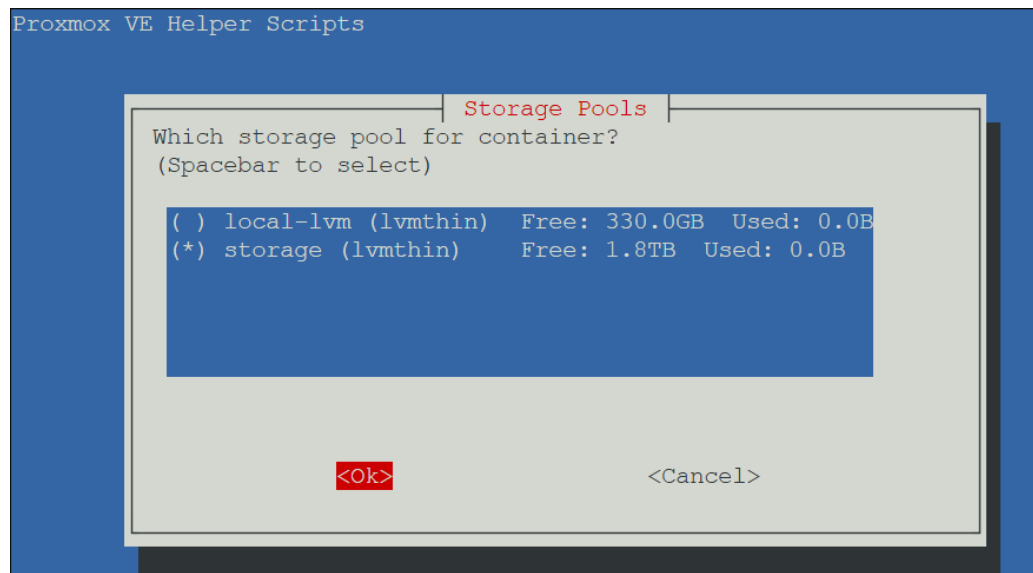 Proxmox VE Helper Scripts
Storage Pools
Which storage pool for container?
(Spacebar to select)
( ) local-lvm (lvmthin) Free: 330.0GB Used: 0.0B
(*) storage (lvmthin) Free: 1.8TB Used: 0.0B
<Ok> <Cancel>